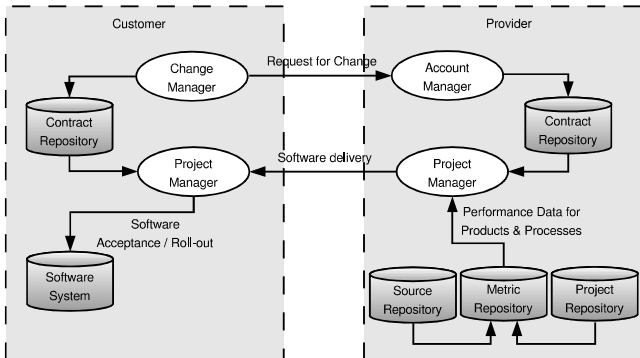 Customer
Provider
Request for Change
Change
Manager
Account
Manager
Contract
Repository
Contract
Repository
Software delivery
Project
Manager
Project
Manager
Software
Acceptance / Roll-out
Performance Data for
Products & Processes
Software
System
Source
Repository
Metric
Repository
Project
Repository